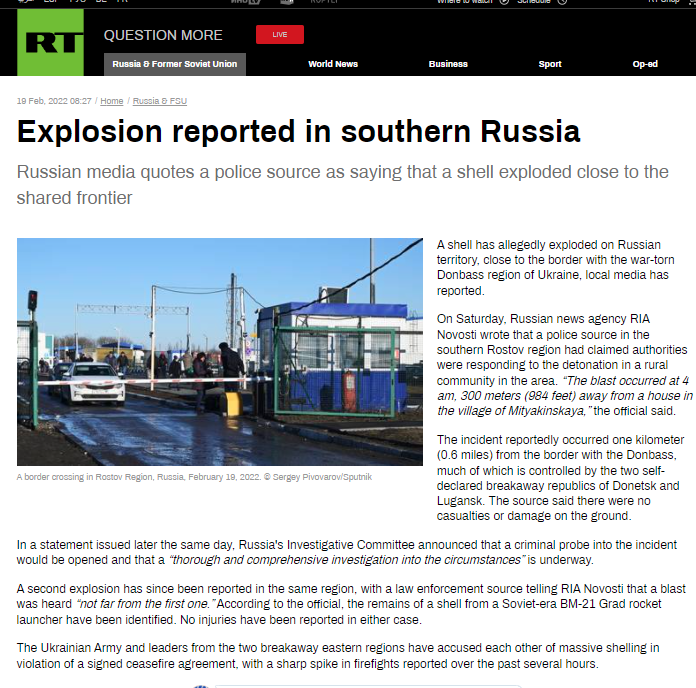 RT
QUESTION MORE
LIVE
Where to watch
Schedule
RT Shop
Russia & Former Soviet Union
World News
Business
Sport
Op-ed
19 Feb, 2022 08:27 / Home / Russia & FSU
Explosion reported in southern Russia
Russian media quotes a police source as saying that a shell exploded close to the
shared frontier
A shell has allegedly exploded on Russian
territory, close to the border with the war-torn
Donbass region of Ukraine, local media has
reported.
On Saturday, Russian news agency RIA
Novosti wrote that a police source in the
southern Rostov region had claimed authorities
were responding to the detonation in a rural
community in the area. “The blast occurred at 4
am, 300 meters (984 feet) away from a house in
the village of Mityakinskaya,” the official said.
The incident reportedly occurred one kilometer
(0.6 miles) from the border with the Donbass,
much of which is controlled by the two self-
declared breakaway republics of Donetsk and
Lugansk. The source said there were no
casualties or damage on the ground.
A border crossing in Rostov Region, Russia, February 19, 2022. © Sergey Pivovarov/Sputnik
In a statement issued later the same day, Russia's Investigative Committee announced that a criminal probe into the incident
would be opened and that a “thorough and comprehensive investigation into the circumstances” is underway.
A second explosion has since been reported in the same region, with a law enforcement source telling RIA Novosti that a blast
was heard “not far from the first one.” According to the official, the remains of a shell from a Soviet-era BM-21 Grad rocket
launcher have been identified. No injuries have been reported in either case.
The Ukrainian Army and leaders from the two breakaway eastern regions have accused each other of massive shelling in
violation of a signed ceasefire agreement, with a sharp spike in firefights reported over the past several hours.